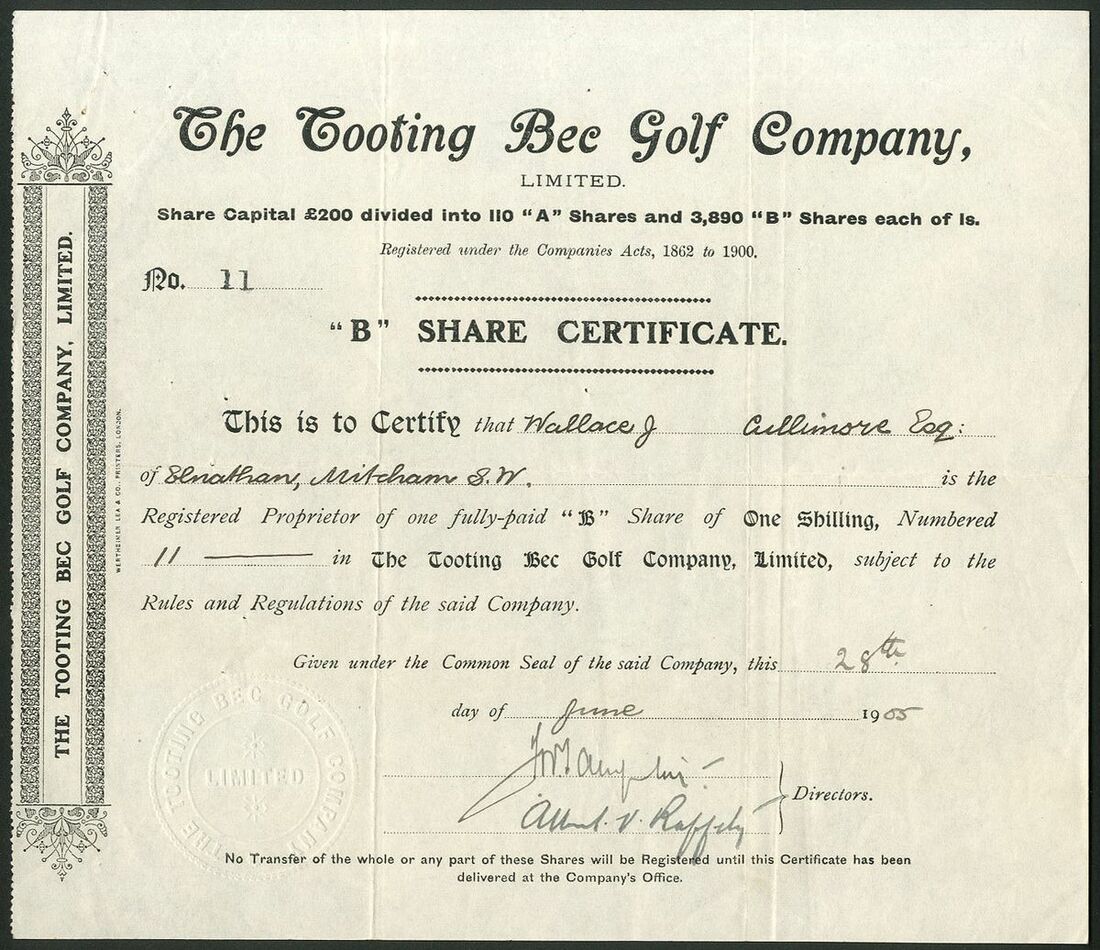 The Tooting Bec Golf Company,
LIMITED.
Share Capital £200 divided into 110 "A" Shares and 3,890 "B" Shares each of 1s.
Registered under the Companies Acts, 1862 to 1900.
No. 11
"B" SHARE CERTIFICATE.
This is to Certify that Wallace J Cullimore Esq:
of Elnathan, Mitcham S.W. is the
Registered Proprietor of one fully-paid "B" Share of One Shilling, Numbered
11 in The Tooting Bec Golf Company, Limited, subject to the
Rules and Regulations of the said Company.
Given under the Common Seal of the said Company, this 28th
day of June 1905
Albert V.
Directors.
No Transfer of the whole or any part of these Shares will be Registered until this Certificate has been
delivered at the Company's Office.
THE TOOTING BEC GOLF COMPANY, LIMITED.
WERTHEIMER LEA & CO. PRINTERS, LONDON.
THE TOOTING BEC GOLF COMPANY
LIMITED